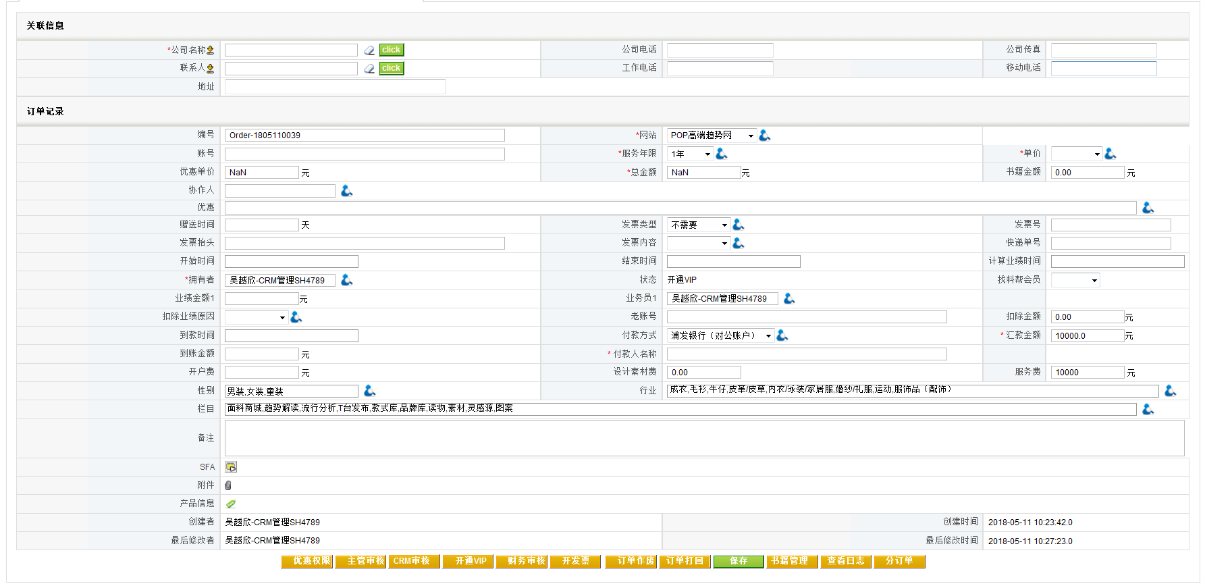 关联信息
*公司名称 click 公司电话 公司传真
联系人 click 工作电话 移动电话
地址
订单记录
编号 Order-1805110039 *网站 POP高端趋势网
账号 *服务年限 1年 *单价
优惠单价 NaN 元 *总金额 NaN 元 书籍金额 0.00 元
协作人
优惠
赠送时间 天 发票类型 不需要 发票号
发票抬头 发票内容 快递单号
开始时间 结束时间 计算业绩时间
*拥有者 吴越欣-CRM管理SH4789 状态 开通VIP 找料帮会员
业绩金额1 元 业务员1 吴越欣-CRM管理SH4789
扣除业绩原因 老账号 扣除金额 0.00 元
到款时间 付款方式 浦发银行（对公账户） *汇款金额 10000.0 元
到账金额 元 *付款人名称
开户费 元 设计素材费 0.00 服务费 10000 元
性别 男装,女装,童装 行业 成衣,毛衫,牛仔,皮革/皮草,内衣/泳装/家居服,婚纱/礼服,运动,服饰品（配饰）
栏目 面料商城,趋势解读,流行分析,T台发布,款式库,品牌库,读物,素材,灵感源,图案
备注
SFA
附件
产品信息
创建者 吴越欣-CRM管理SH4789 创建时间 2018-05-11 10:23:42.0
最后修改者 吴越欣-CRM管理SH4789 最后修改时间 2018-05-11 10:27:23.0
优惠权限 主管审核 CRM审核 开通VIP 财务审核 开发票 订单作废 订单打回 保存 书籍管理 查看日志 分订单